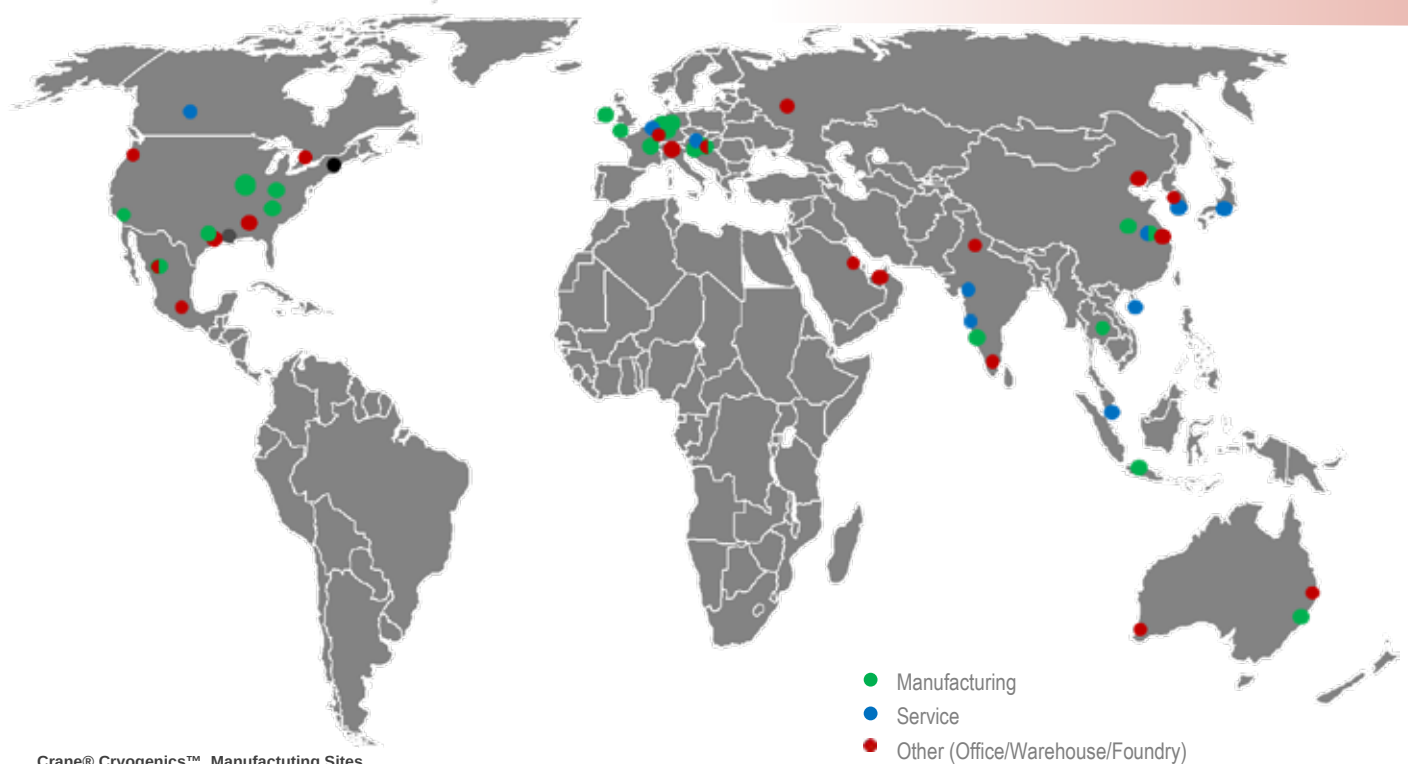 Manufacturing
Service
Other (Office/Warehouse/Foundry)
Crane® Cryogenics™ Manufactuting Sites